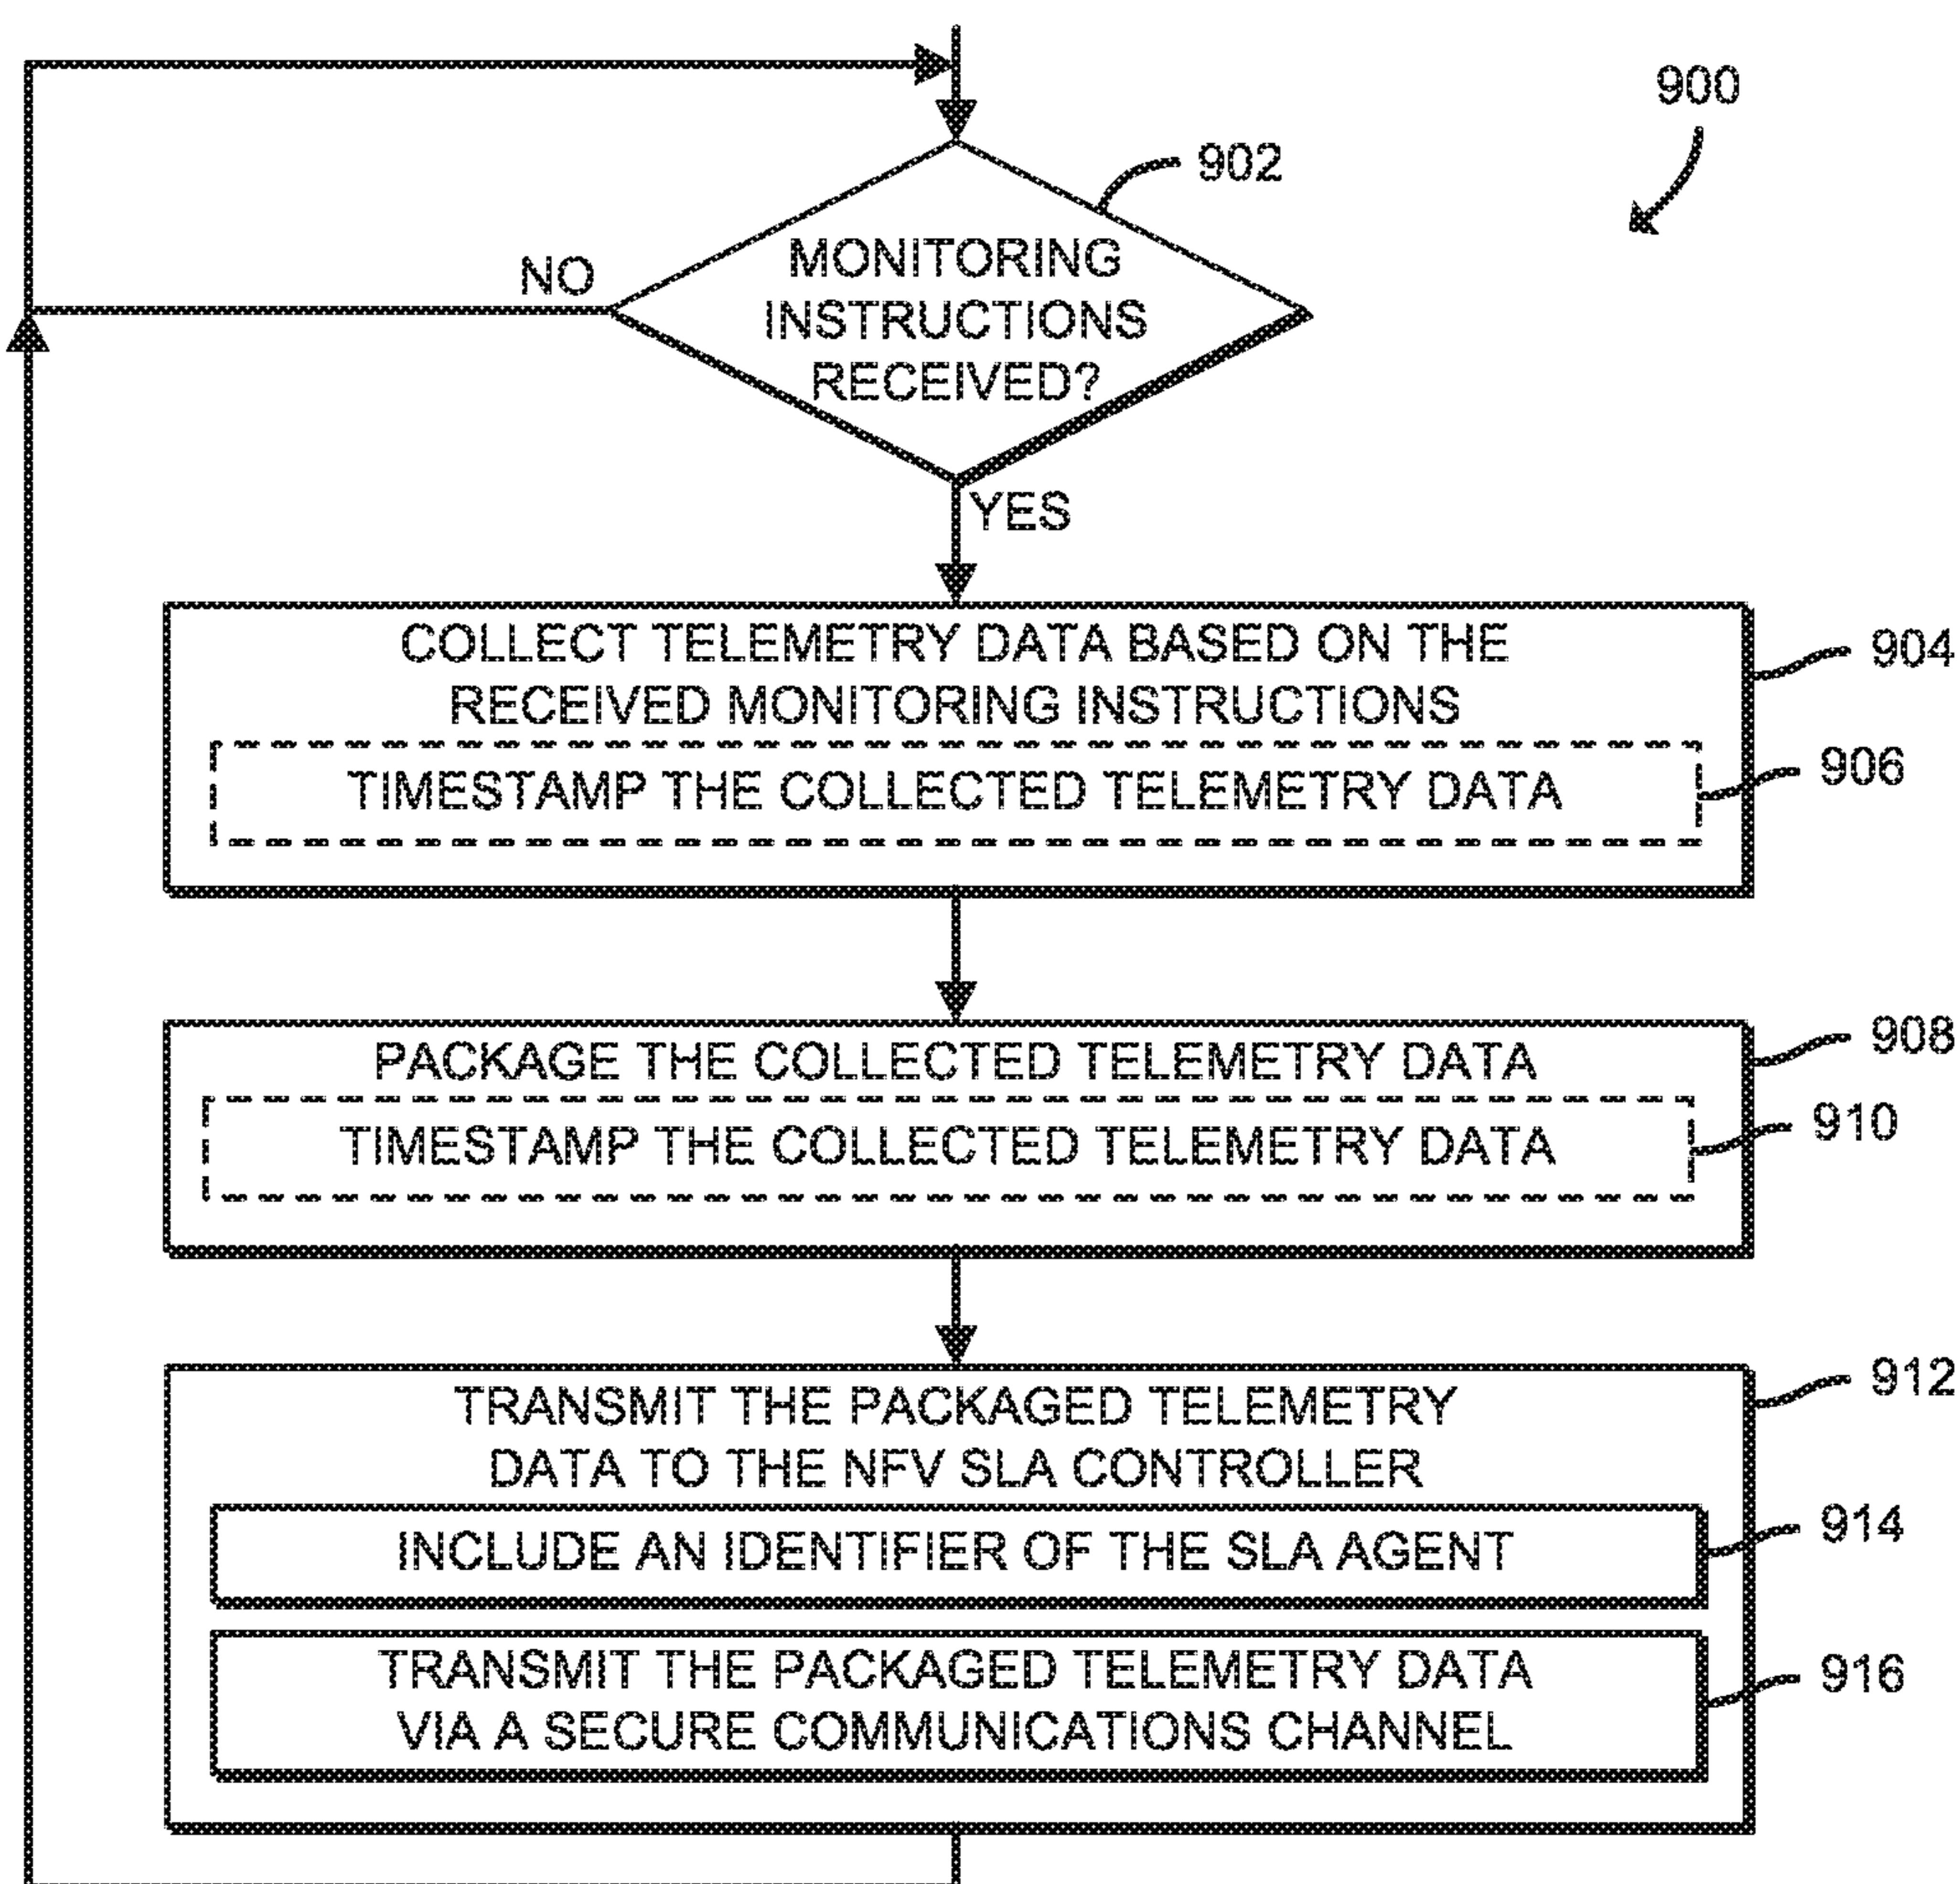 900
902
MONITORING
INSTRUCTIONS
RECEIVED?
NO
YES
COLLECT TELEMETRY DATA BASED ON THE
RECEIVED MONITORING INSTRUCTIONS
904
TIMESTAMP THE COLLECTED TELEMETRY DATA
906
PACKAGE THE COLLECTED TELEMETRY DATA
908
TIMESTAMP THE COLLECTED TELEMETRY DATA
910
TRANSMIT THE PACKAGED TELEMETRY
DATA TO THE NFV SLA CONTROLLER
912
INCLUDE AN IDENTIFIER OF THE SLA AGENT
914
TRANSMIT THE PACKAGED TELEMETRY DATA
VIA A SECURE COMMUNICATIONS CHANNEL
916